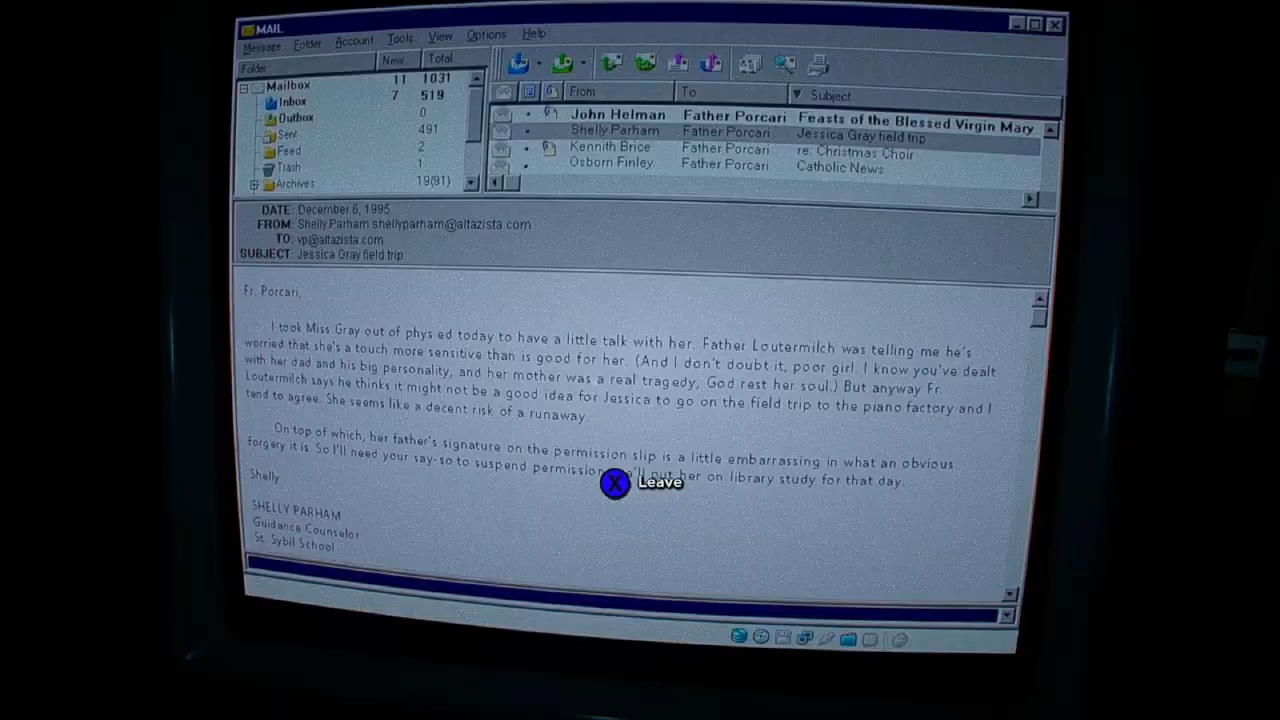 MAIL
Message Folder Account Tools View Options Help
Folder New Total
Mailbox 11 1031
Inbox 7 519
Outbox 0
Sent 491
Feed 2
Trash 1
Archives 19(91)
From To Subject
John Helman Father Porcari Feasts of the Blessed Virgin Mary
Shelly Parham Father Porcari Jessica Gray field trip
Kennith Brice Father Porcari re: Christmas Choir
Osborn Finley Father Porcari Catholic News
DATE: December 6, 1995
FROM: Shelly Parham shellyparham@altazista.com
TO: vp@altazista.com
SUBJECT: Jessica Gray field trip
Fr. Porcari,
I took Miss Gray out of phys ed today to have a little talk with her. Father Loutermilch was telling me he's
worried that she's a touch more sensitive than is good for her. (And I don't doubt it, poor girl. I know you've dealt
with her dad and his big personality, and her mother was a real tragedy, God rest her soul.) But anyway Fr.
Loutermilch says he thinks it might not be a good idea for Jessica to go on the field trip to the piano factory and I
tend to agree. She seems like a decent risk of a runaway.
On top of which, her father's signature on the permission slip is a little embarrassing in what an obvious
forgery it is. So I'll need your say-so to suspend permission put her on library study for that day.
X Leave
Shelly
SHELLY PARHAM
Guidance Counselor
St. Sybil School